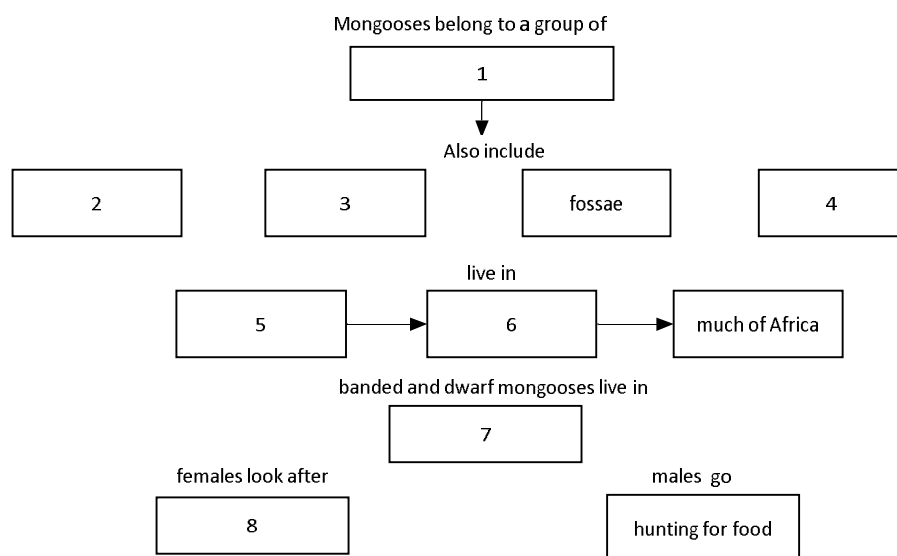 Mongooses belong to a group of
1
Also include
2 3 fossae 4
live in
5 6 much of Africa
banded and dwarf mongooses live in
7
females look after males go
8 hunting for food